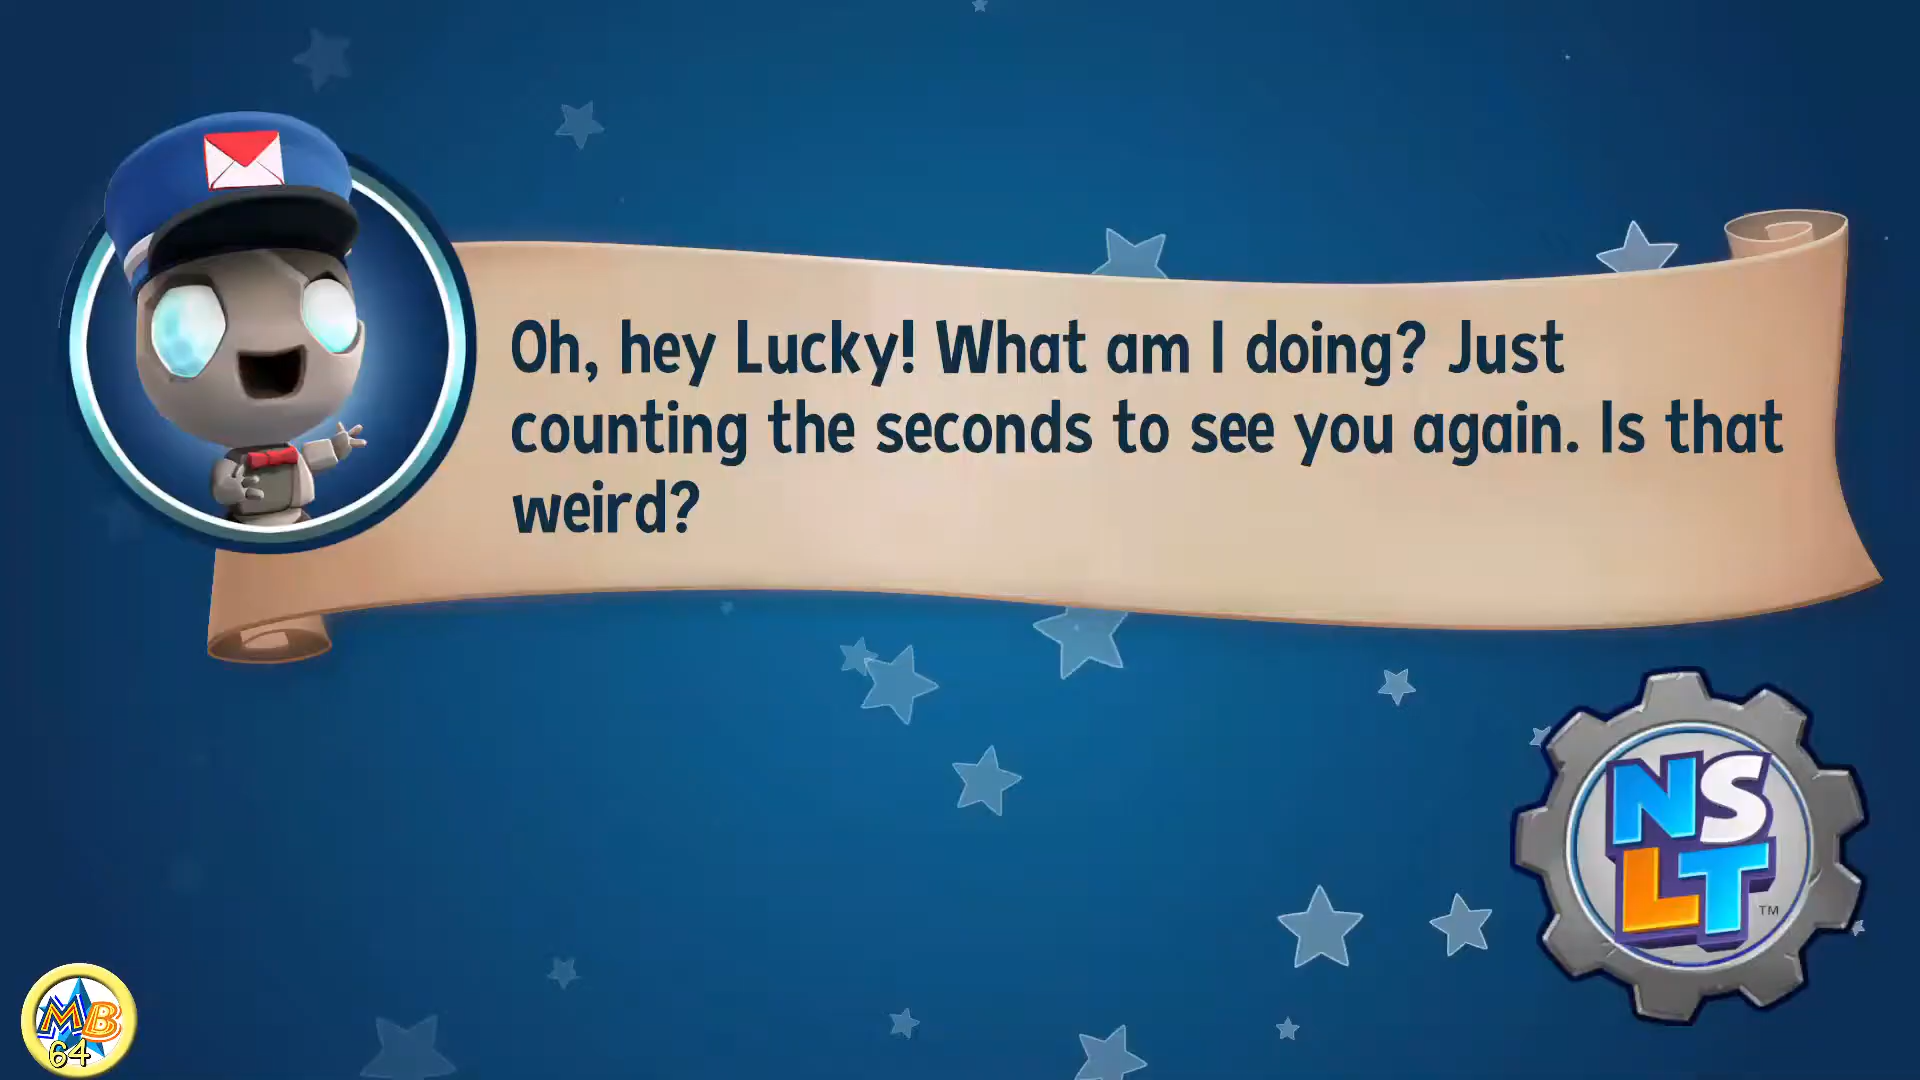 Oh, hey Lucky! What am I doing? Just
counting the seconds to see you again. Is that
weird?
NS
LT
TM
MB
64